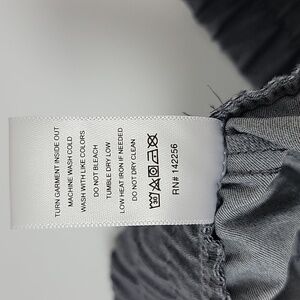 TURN GARMENT INSIDE OUT
MACHINE WASH COLD
WASH WITH LIKE COLORS
DO NOT BLEACH
TUMBLE DRY LOW
LOW HEAT IRON IF NEEDED
DO NOT DRY CLEAN
RN# 142256